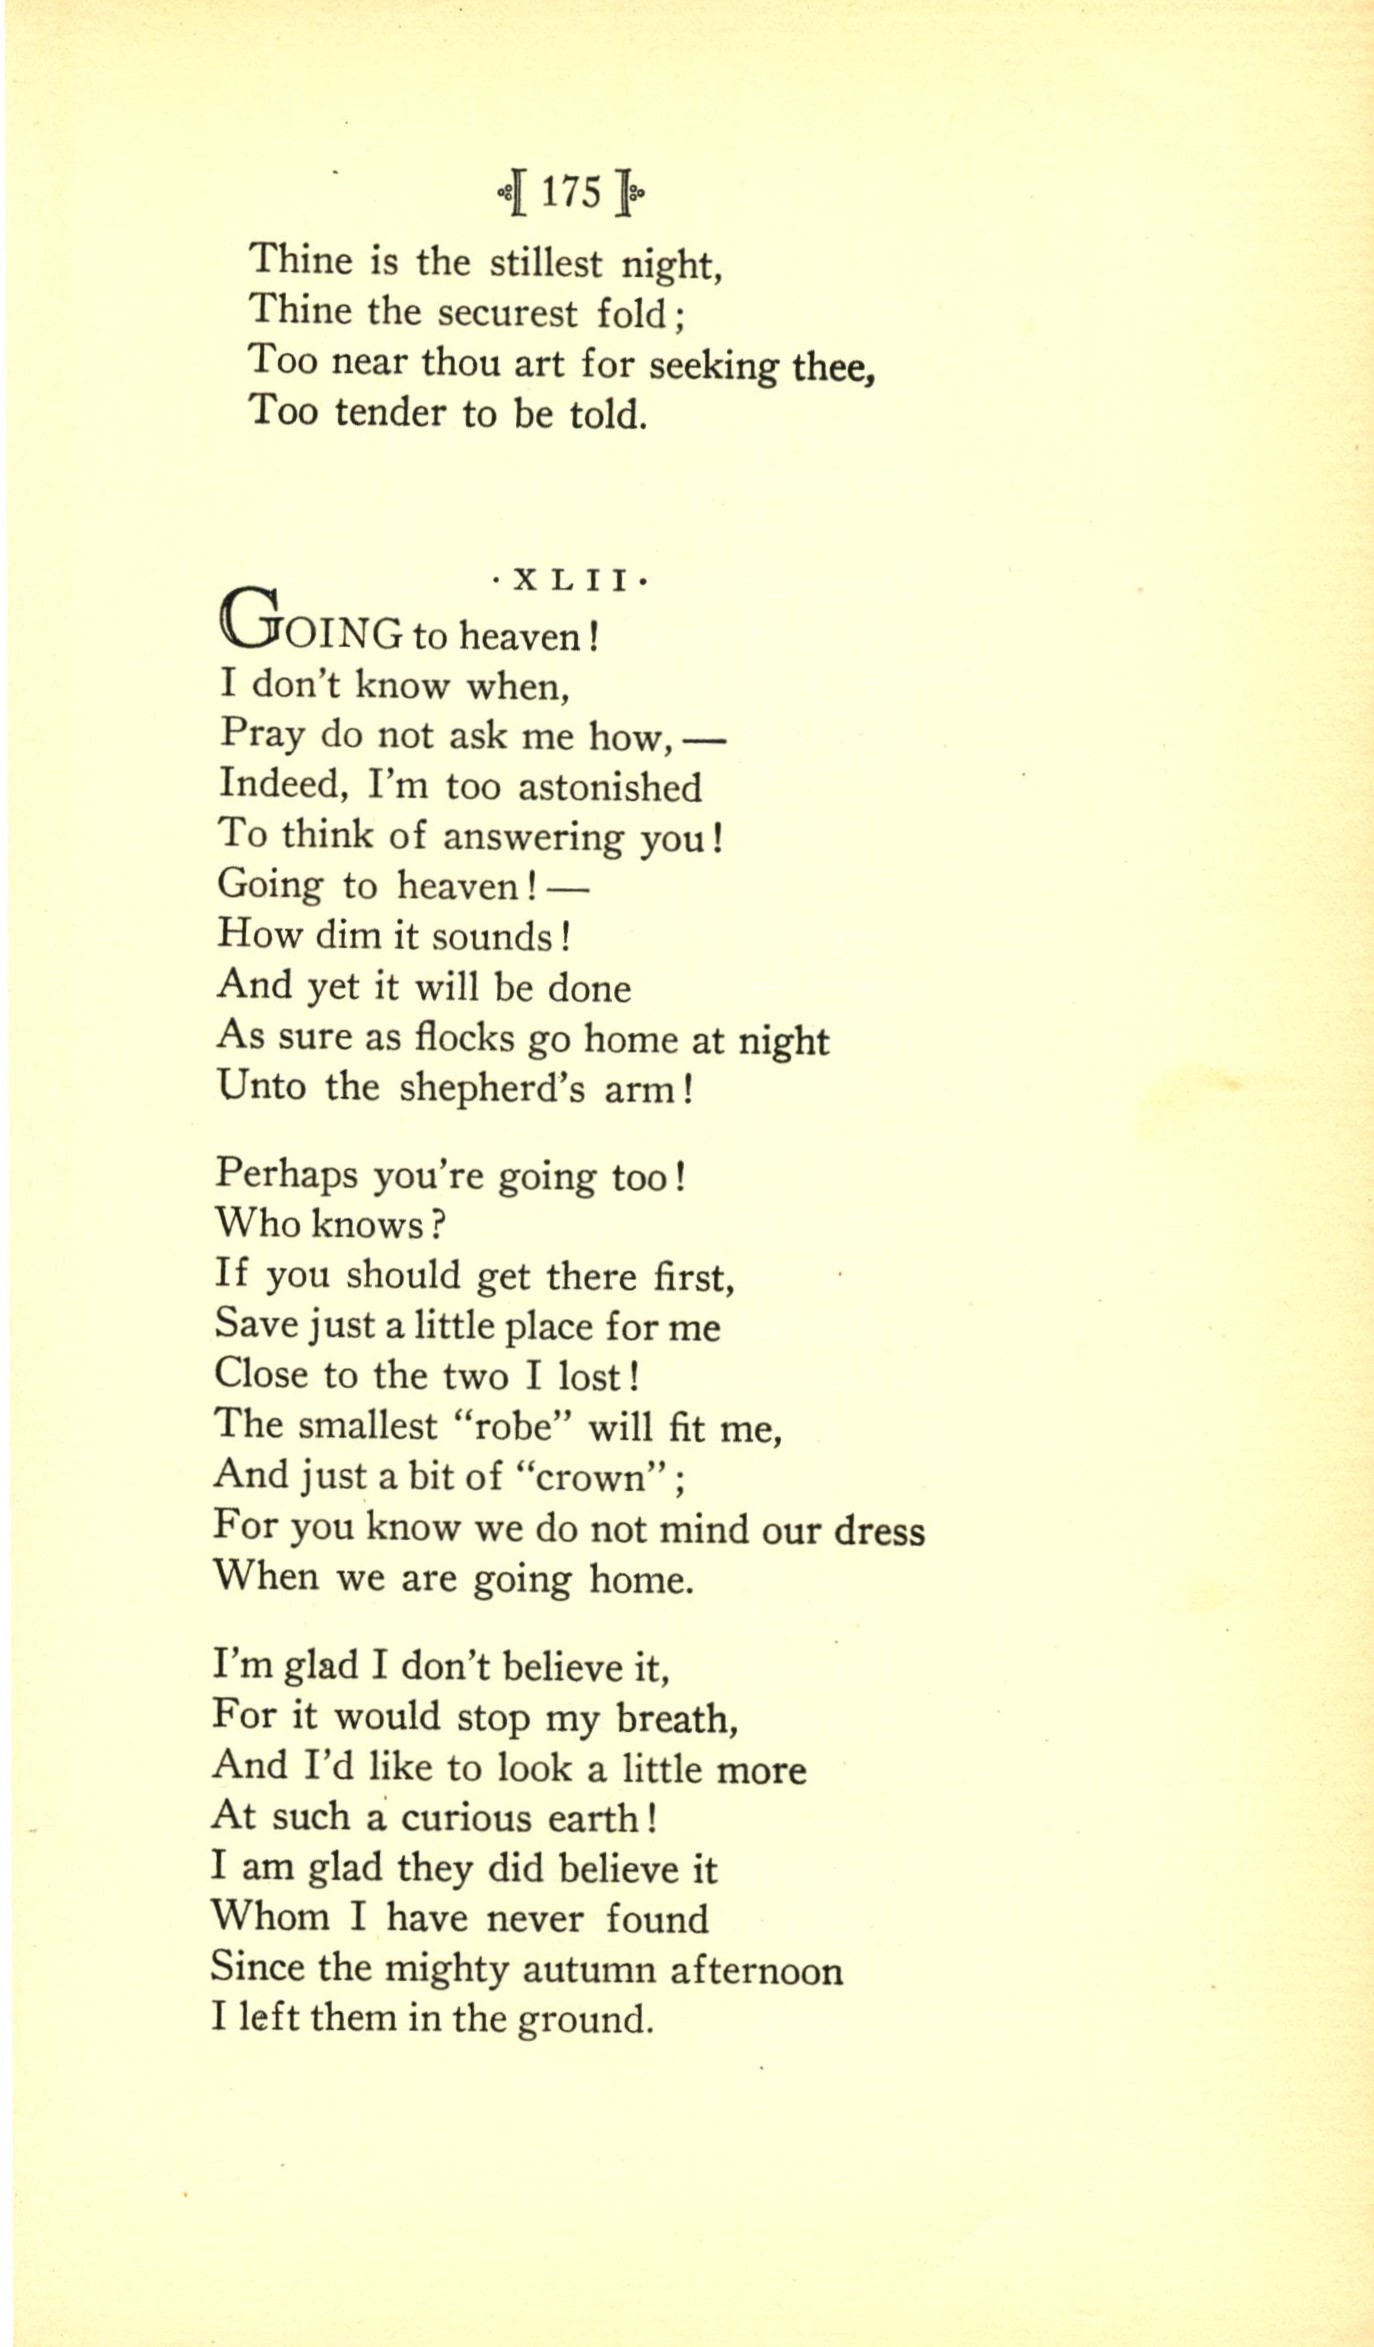 175
Thine is the stillest night,
Thine the securest fold;
Too near thou art for seeking thee,
Too tender to be told.
·XLII·
GOING to heaven!
I don't know when,
Pray do not ask me how,—
Indeed, I'm too astonished
To think of answering you!
Going to heaven!—
How dim it sounds!
And yet it will be done
As sure as flocks go home at night
Unto the shepherd's arm!
Perhaps you're going too!
Who knows?
If you should get there first,
Save just a little place for me
Close to the two I lost!
The smallest “robe” will fit me,
And just a bit of “crown”;
For you know we do not mind our dress
When we are going home.
I'm glad I don't believe it,
For it would stop my breath,
And I'd like to look a little more
At such a curious earth!
I am glad they did believe it
Whom I have never found
Since the mighty autumn afternoon
I left them in the ground.